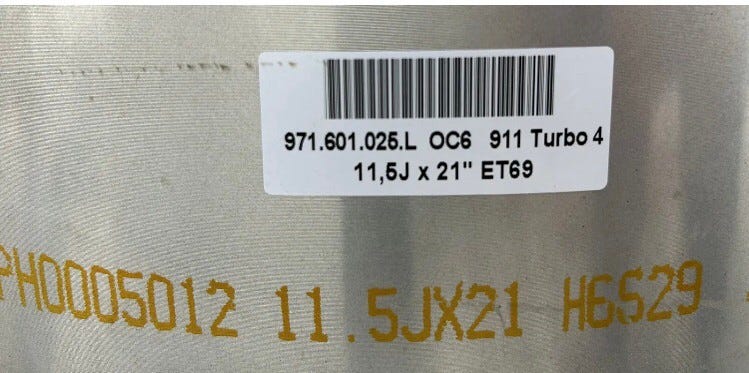 971.601.025.L OC6 911 Turbo 4
11,5J x 21" ET69
PH0005012 11.5JX21 H6S29